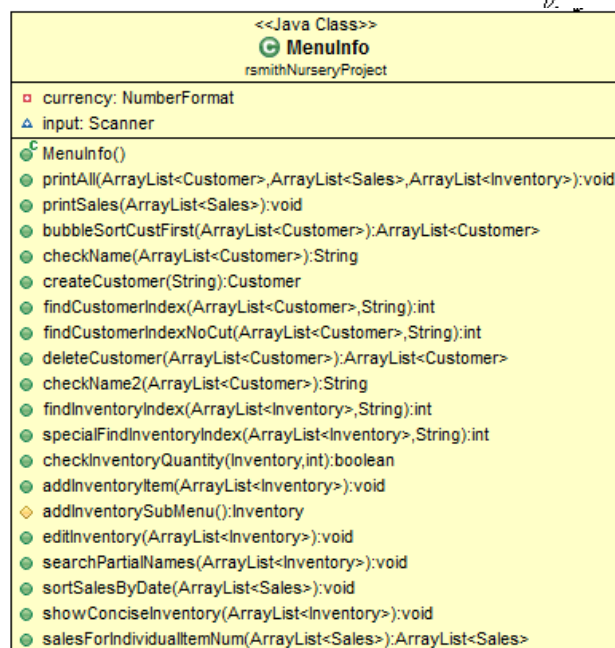 <<Java Class>>
MenuInfo
rsmithNurseryProject
currency: NumberFormat
input: Scanner
MenuInfo()
printAll(ArrayList<Customer>,ArrayList<Sales>,ArrayList<Inventory>):void
printSales(ArrayList<Sales>):void
bubbleSortCustFirst(ArrayList<Customer>):ArrayList<Customer>
checkName(ArrayList<Customer>):String
createCustomer(String):Customer
findCustomerIndex(ArrayList<Customer>,String):int
findCustomerIndexNoCut(ArrayList<Customer>,String):int
deleteCustomer(ArrayList<Customer>):ArrayList<Customer>
checkName2(ArrayList<Customer>):String
findInventoryIndex(ArrayList<Inventory>,String):int
specialFindInventoryIndex(ArrayList<Inventory>,String):int
checkInventoryQuantity(Inventory,int):boolean
addInventoryItem(ArrayList<Inventory>):void
addInventorySubMenu():Inventory
editInventory(ArrayList<Inventory>):void
searchPartialNames(ArrayList<Inventory>):void
sortSalesByDate(ArrayList<Sales>):void
showConciseInventory(ArrayList<Inventory>):void
salesForIndividualItemNum(ArrayList<Sales>):ArrayList<Sales>